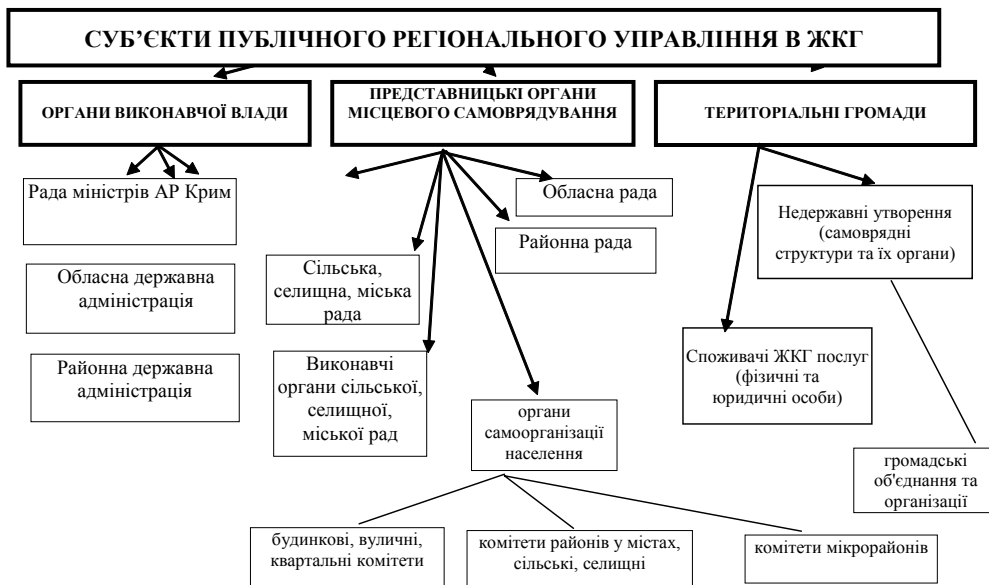 СУБ’ЄКТИ ПУБЛІЧНОГО РЕГІОНАЛЬНОГО УПРАВЛІННЯ В ЖКГ
ОРГАНИ ВИКОНАВЧОЇ ВЛАДИ
ПРЕДСТАВНИЦЬКІ ОРГАНИ
МІСЦЕВОГО САМОВРЯДУВАННЯ
ТЕРИТОРІАЛЬНІ ГРОМАДИ
Рада міністрів АР Крим
Обласна державна
адміністрація
Районна державна
адміністрація
Обласна рада
Районна рада
Сільська,
селищна, міська
рада
Виконавчі
органи сільської,
селищної,
міської рад
органи
самоорганізації
населення
Недержавні утворення
(самоврядні
структури та їх органи)
Споживачі ЖКГ послуг
(фізичні та
юридичні особи)
громадські
об'єднання та
організації
будинкові, вуличні,
квартальні комітети
комітети районів у містах,
сільські, селищні
комітети мікрорайонів